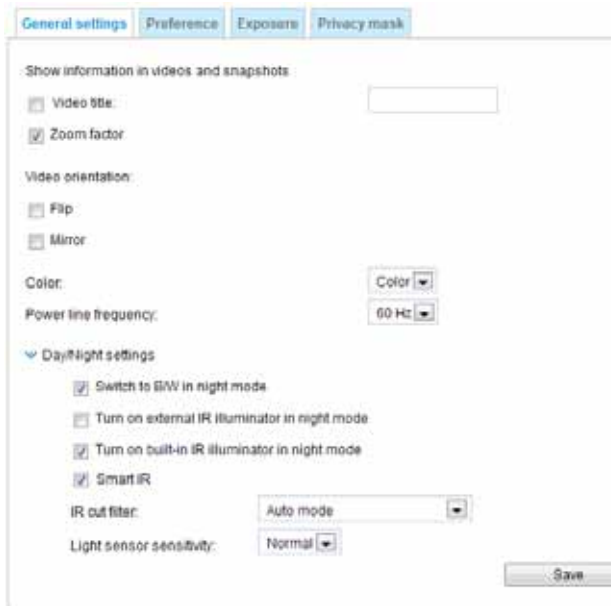 General settings Preference Exposure Privacy mask
Show information in videos and snapshots
Video title:
Zoom factor
Video orientation:
Flip
Mirror
Color: Color
Power line frequency: 60 Hz
Day/Night settings
Switch to B/W in night mode
Turn on external IR illuminator in night mode
Turn on built-in IR illuminator in night mode
Smart IR
IR cut filter: Auto mode
Light sensor sensitivity: Normal
Save